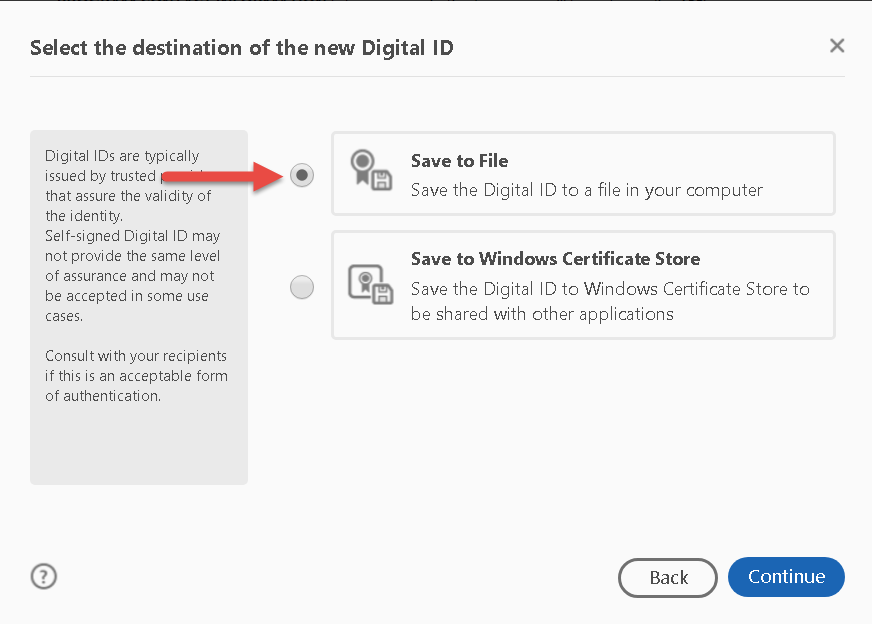 Select the destination of the new Digital ID
Digital IDs are typically
issued by trusted
that assure the validity of
the identity.
Self-signed Digital ID may
not provide the same level
of assurance and may not
be accepted in some use
cases.
Consult with your recipients
if this is an acceptable form
of authentication.
Save to File
Save the Digital ID to a file in your computer
Save to Windows Certificate Store
Save the Digital ID to Windows Certificate Store to
be shared with other applications
?
Back
Continue